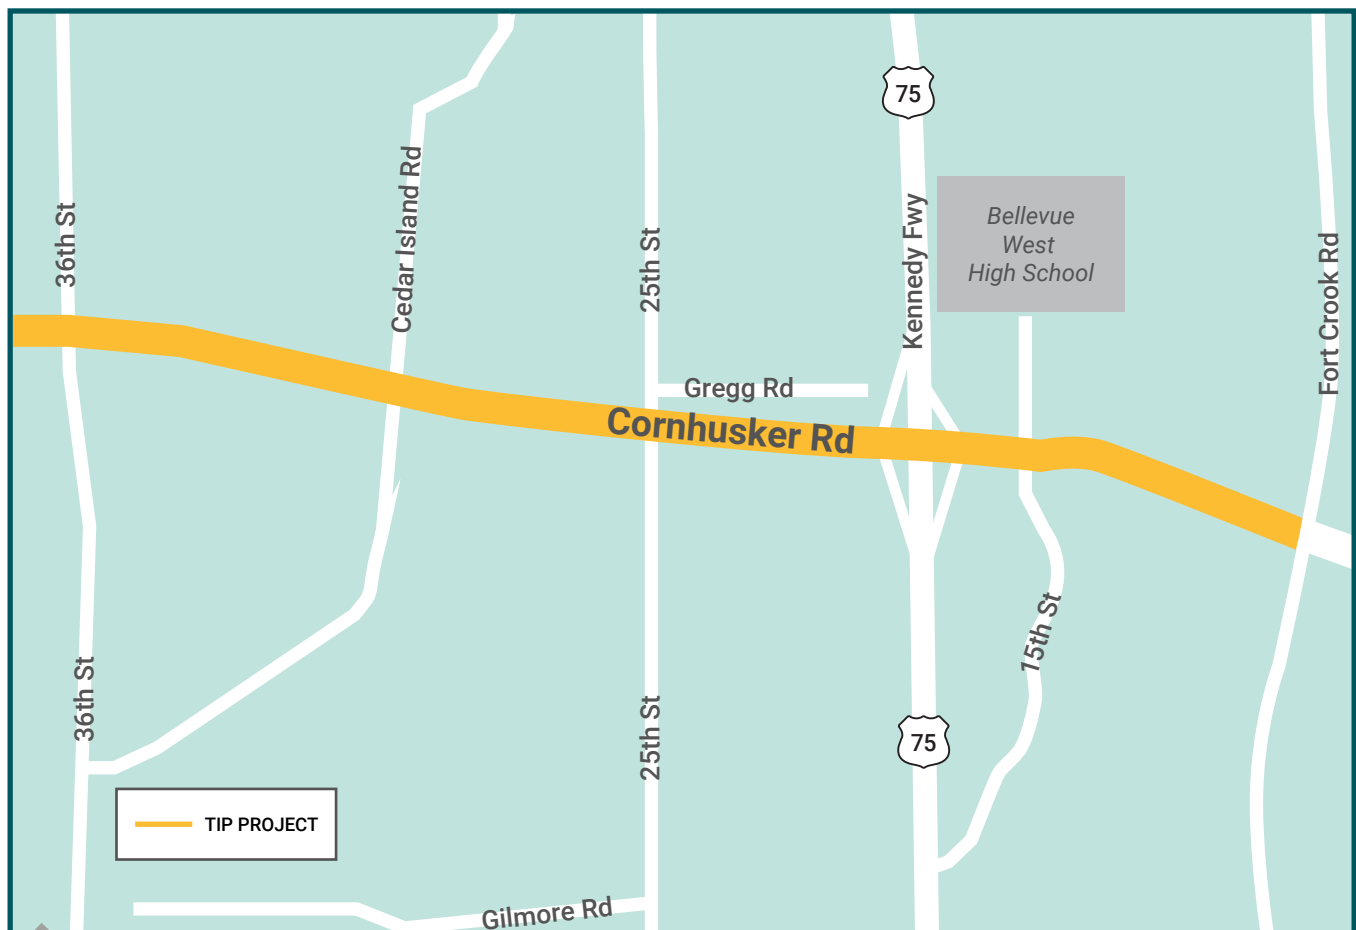 75
Cedar Island Rd
36th St
25th St
Kennedy Fwy
Bellevue
West
High School
Fort Crook Rd
Gregg Rd
Cornhusker Rd
15th St
36th St
25th St
75
TIP PROJECT
Gilmore Rd